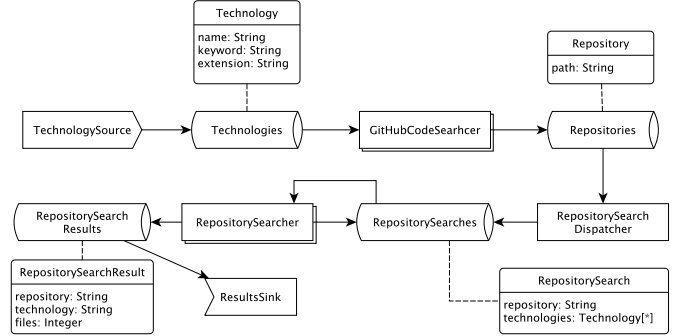 Technology
name: String
keyword: String
extension: String
Repository
path: String
TechnologySource
Technologies
GitHubCodeSearhcer
Repositories
RepositorySearch
Results
RepositorySearcher
RepositorySearches
RepositorySearch
Dispatcher
RepositorySearchResult
repository: String
technology: String
files: Integer
ResultsSink
RepositorySearch
repository: String
technologies: Technology[*]